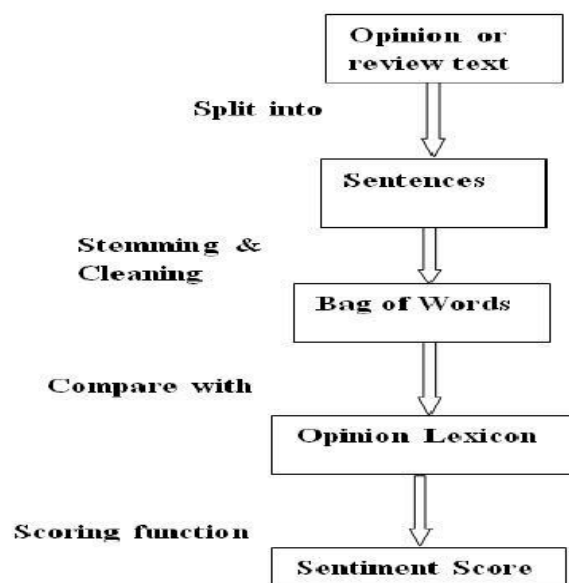 Opinion or
review text
Split into
Sentences
Stemming &
Cleaning
Bag of Words
Compare with
Opinion Lexicon
Scoring function
Sentiment Score